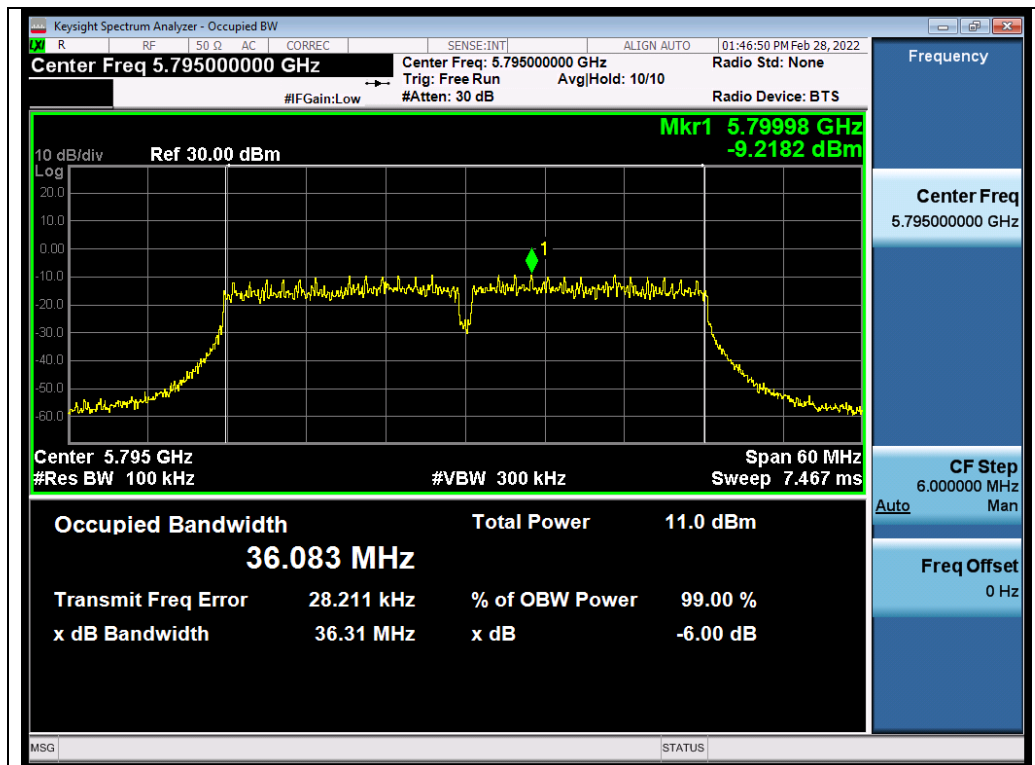 Keysight Spectrum Analyzer - Occupied BW
LXI R RF 50 Ω AC CORREC SENSE:INT ALIGN AUTO 01:46:50 PM Feb 28, 2022
Center Freq 5.795000000 GHz
Center Freq: 5.795000000 GHz Radio Std: None
Trig: Free Run Avg|Hold: 10/10
#IFGain:Low #Atten: 30 dB Radio Device: BTS
Mkr1 5.79998 GHz
-9.2182 dBm
10 dB/div Ref 30.00 dBm
Log
20.0
10.0
0.00
-10.0
-20.0
-30.0
-40.0
-50.0
-60.0
1
Center 5.795 GHz Span 60 MHz
#Res BW 100 kHz #VBW 300 kHz Sweep 7.467 ms
Occupied Bandwidth Total Power 11.0 dBm
36.083 MHz
Transmit Freq Error 28.211 kHz % of OBW Power 99.00 %
x dB Bandwidth 36.31 MHz x dB -6.00 dB
Frequency
Center Freq
5.795000000 GHz
CF Step
6.000000 MHz
Auto Man
Freq Offset
0 Hz
MSG STATUS